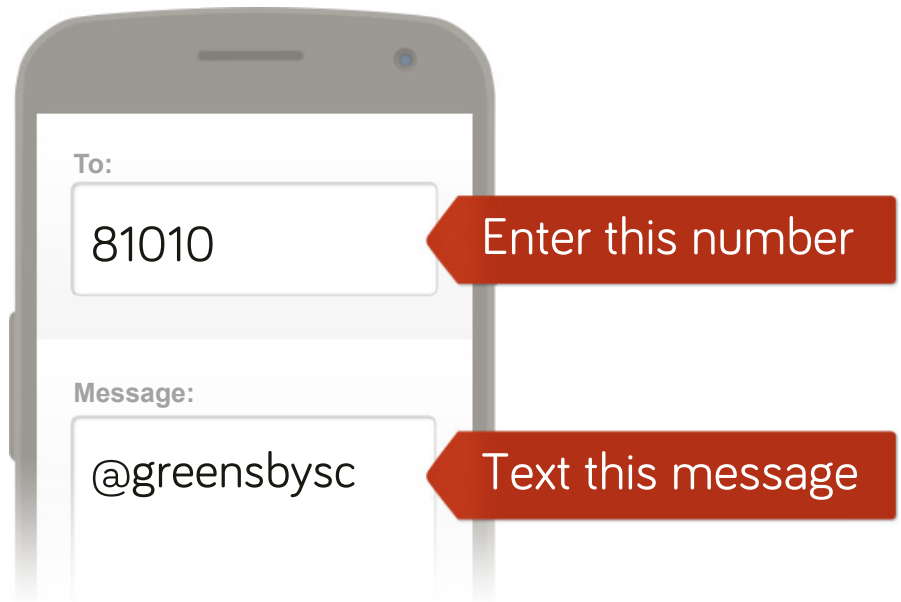 To:
81010
Enter this number
Message:
@greensbysc
Text this message